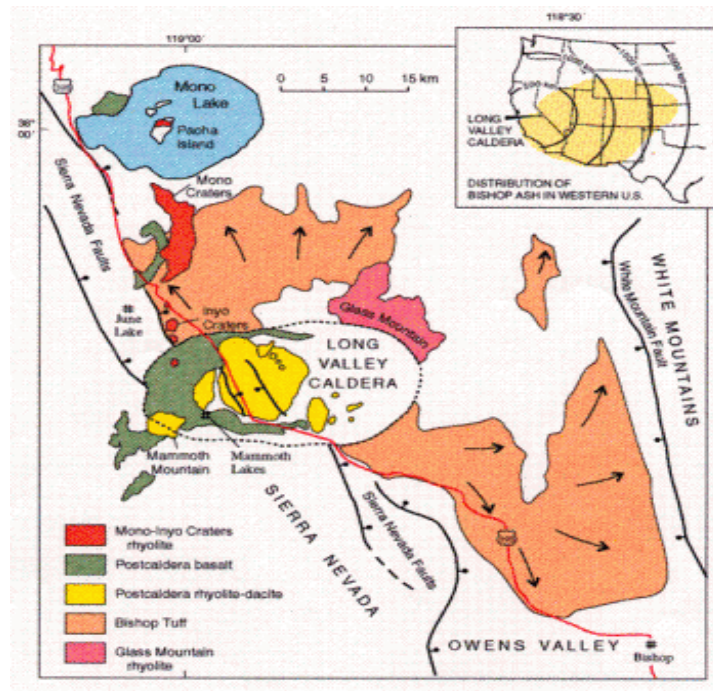 119°00'
118°30'
0 5 10 15 km
38°
00'
Mono
Lake
Paoha
Island
Mono
Craters
Sierra Nevada Faults
June
Lake
Inyo
Craters
Glass Mountain
LONG
VALLEY
CALDERA
Mammoth
Mountain
Mammoth
Lakes
SIERRA NEVADA
Sierra Nevada Faults
WHITE MOUNTAINS
White Mountain Fault
OWENS VALLEY
Bishop
LONG
VALLEY
CALDERA
DISTRIBUTION OF
BISHOP ASH IN WESTERN U.S.
Mono-Inyo Craters
rhyolite
Postcaldera basalt
Postcaldera rhyolite-dacite
Bishop Tuff
Glass Mountain
rhyolite